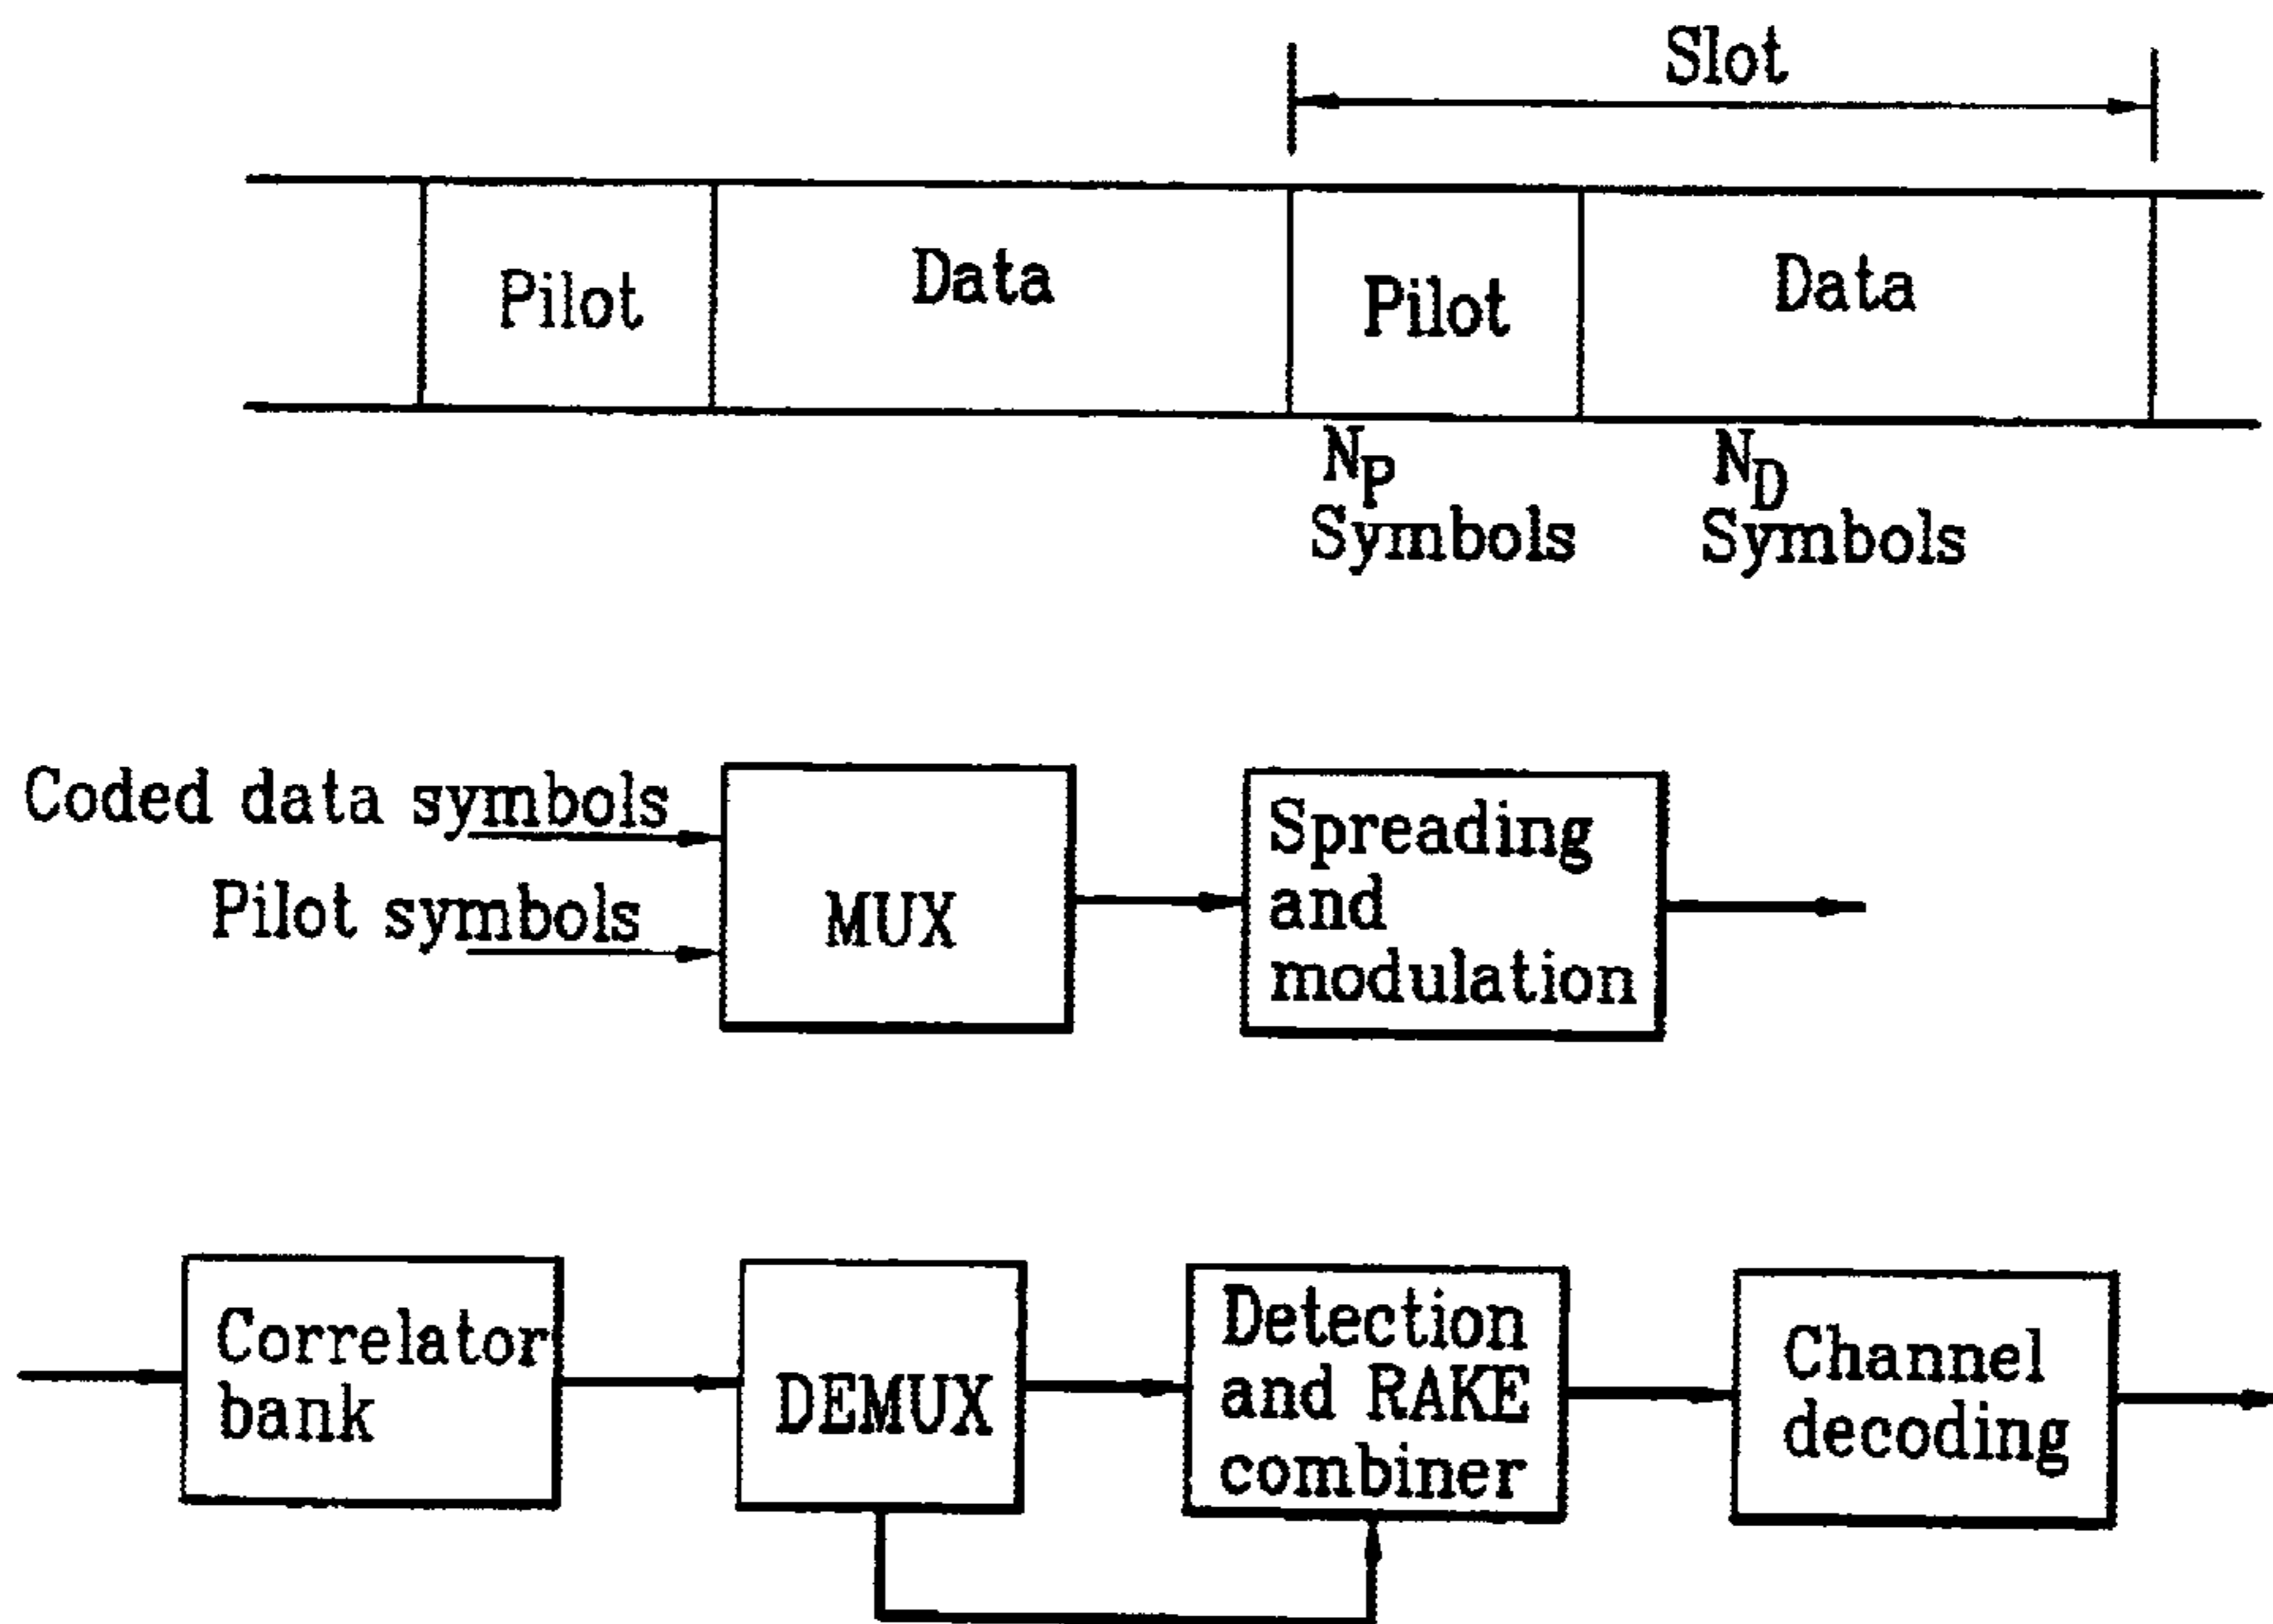 Slot
Pilot
Data
Pilot
Data
N_P
Symbols
N_D
Symbols
Coded data symbols
Pilot symbols
MUX
Spreading
and
modulation
Correlator
bank
DEMUX
Detection
and RAKE
combiner
Channel
decoding